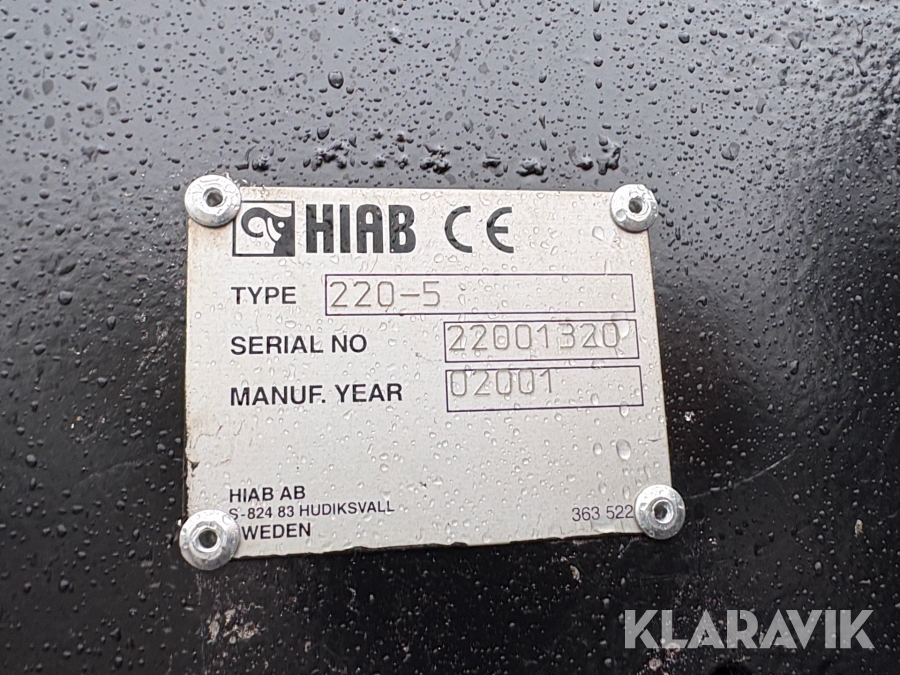 HIAB CE
TYPE 220-5
SERIAL NO 22001320
MANUF. YEAR 02001
HIAB AB
S-824 83 HUDIKSVALL 363 522
WEDEN
KLARAVIK